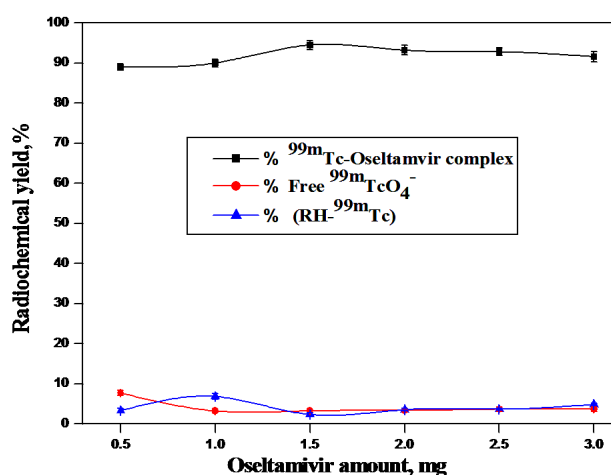 Radiochemical yield,%
100
90
80
70
60
50
40
30
20
10
0
% ⁹⁹ᵐTc-Oseltamvir complex
% Free ⁹⁹ᵐTcO₄⁻
% (RH-⁹⁹ᵐTc)
0.5 1.0 1.5 2.0 2.5 3.0
Oseltamivir amount, mg